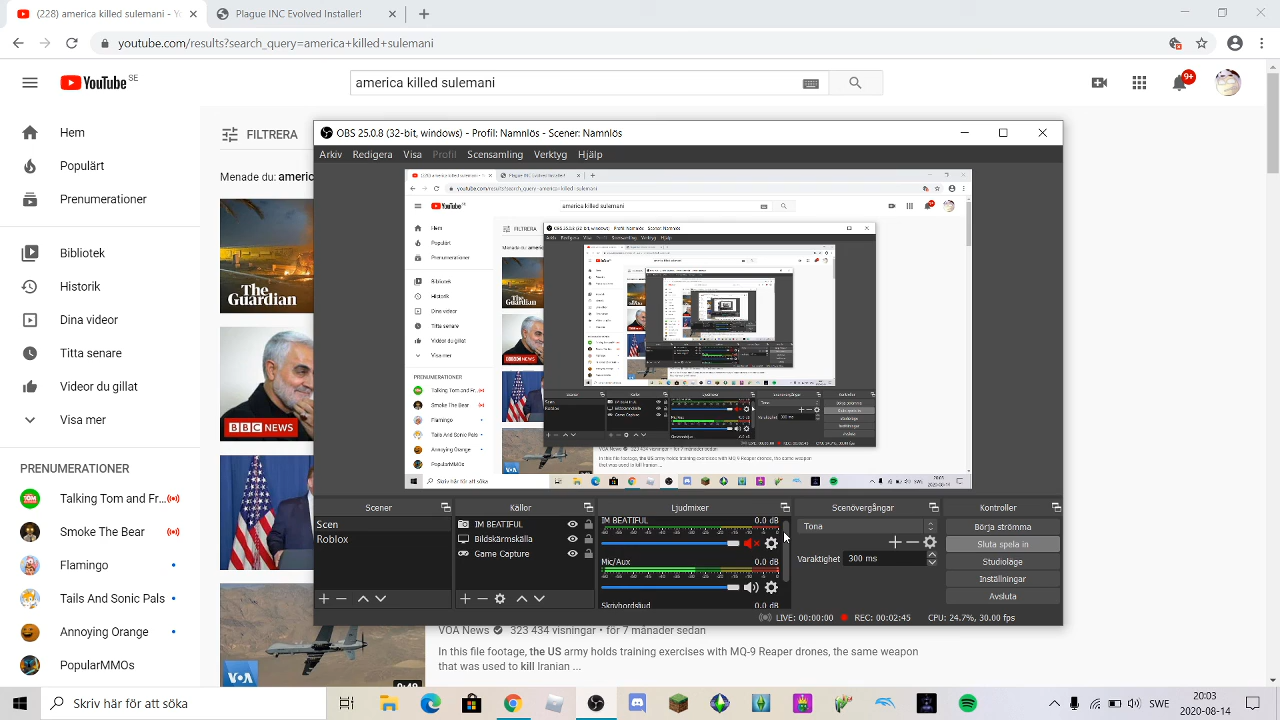 (228) america killed sulemani - Y
Plague INC Evolved Installer!
youtube.com/results?search_query=america+killed+sulemani
YouTube SE
america killed sulemani
9+
Hem
Populärt
Prenumerationer
Bibliotek
Historik
Dina videor
Titta senare
Videor du gillat
Visa mer
PRENUMERATIONER
Talking Tom and Fr...
Smoke The Bear
Flamingo
Tails And Sonic Pals
Annoying Orange
PopularMMOs
FILTRERA
Menade du: americ
The Guardian
BBC NEWS
VOA
0:48
OBS 25.0.8 (32-bit, windows) - Profil: Namnlös - Scener: Namnlös
Arkiv Redigera Visa Profil Scensamling Verktyg Hjälp
Scener
Scen
Roblox
Källor
IM BEATIFUL
Bildskärmskälla
Game Capture
Ljudmixer
IM BEATIFUL 0.0 dB
Mic/Aux 0.0 dB
Skrivbordsljud 0.0 dB
Scenövergångar
Tona
Varaktighet 300 ms
Kontroller
Börja strömma
Sluta spela in
Studioläge
Inställningar
Avsluta
LIVE: 00:00:00 REC: 00:02:45 CPU: 24.7%, 30.00 fps
VOA News 323 434 visningar • för 7 månader sedan
In this file footage, the US army holds training exercises with MQ-9 Reaper drones, the same weapon
that was used to kill Iranian ...
Skriv här för att söka
SWE
20:03
2020-08-14